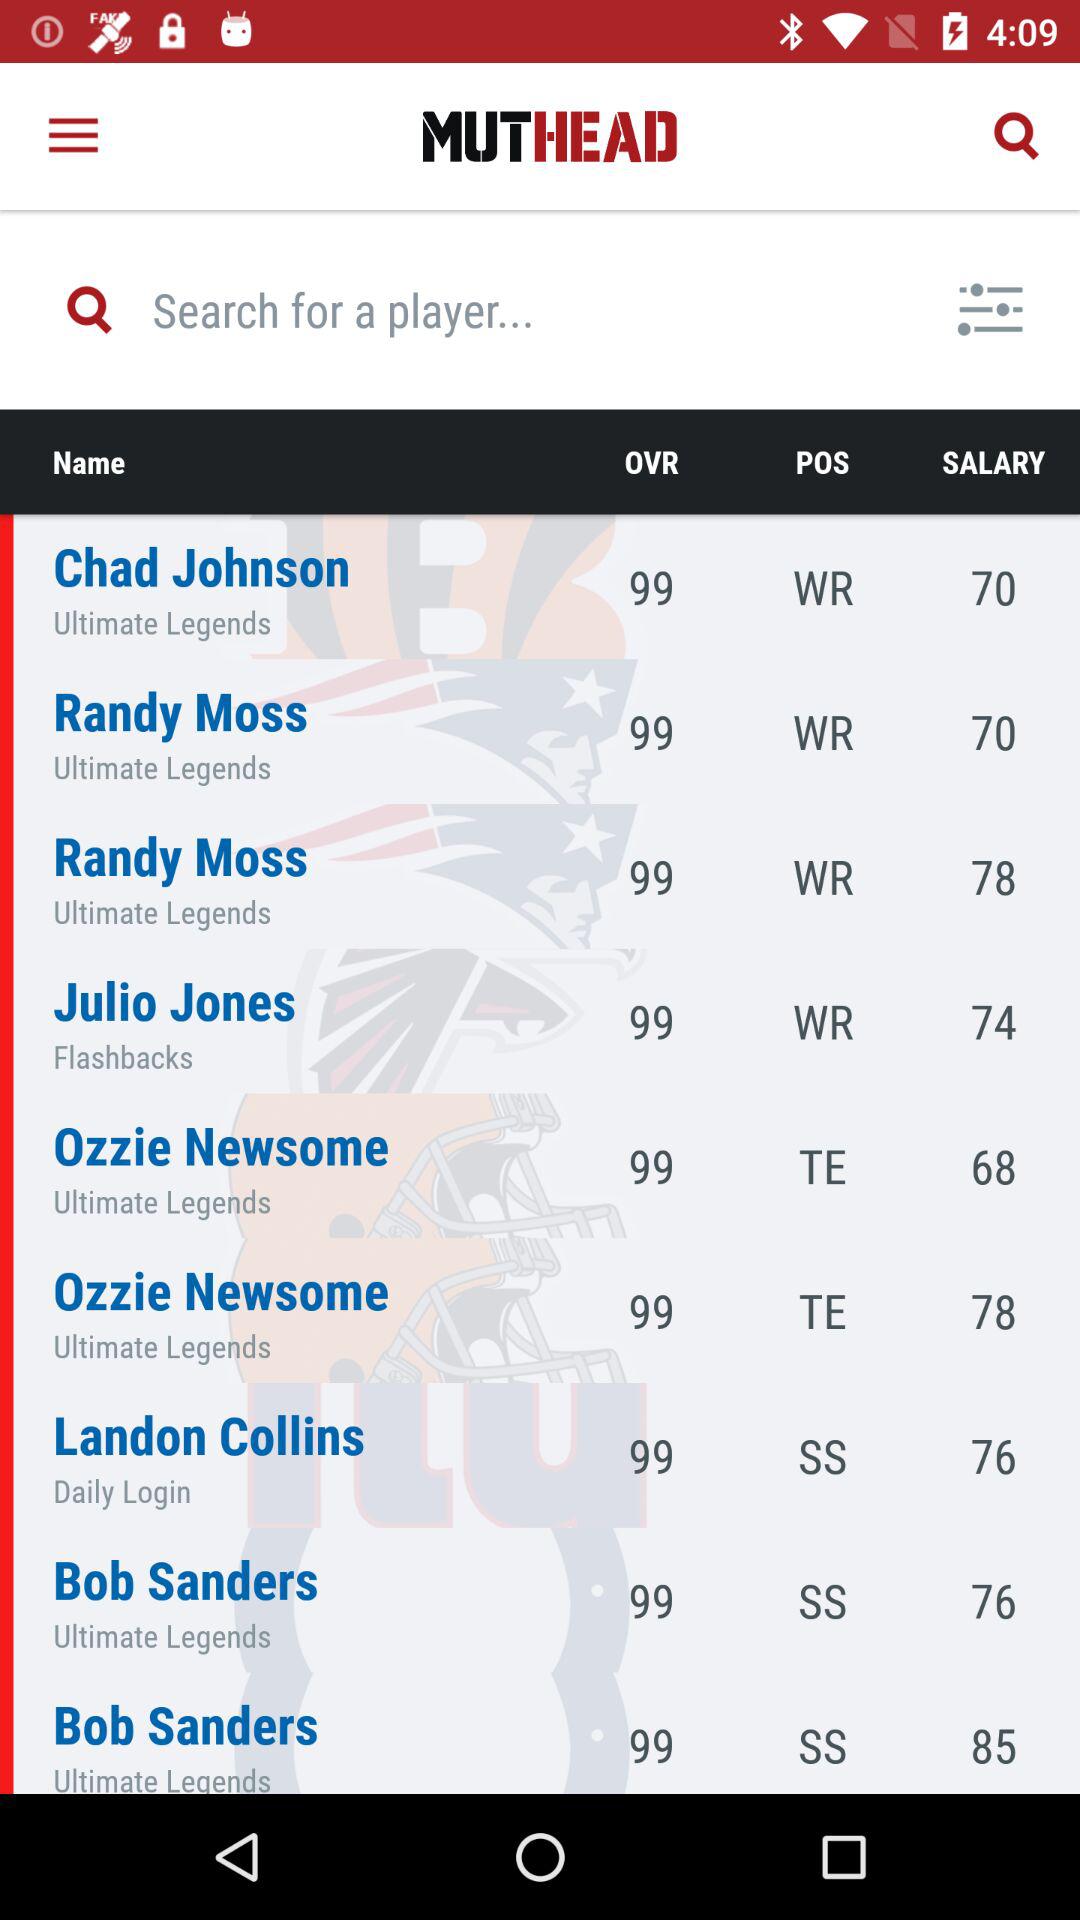 FAKE
4:09
MUTHEAD
Search for a player...
Name OVR POS SALARY
Chad Johnson 99 WR 70
Ultimate Legends
Randy Moss 99 WR 70
Ultimate Legends
Randy Moss 99 WR 78
Ultimate Legends
Julio Jones 99 WR 74
Flashbacks
Ozzie Newsome 99 TE 68
Ultimate Legends
Ozzie Newsome 99 TE 78
Ultimate Legends
Landon Collins 99 SS 76
Daily Login
Bob Sanders 99 SS 76
Ultimate Legends
Bob Sanders 99 SS 85
Ultimate Legends